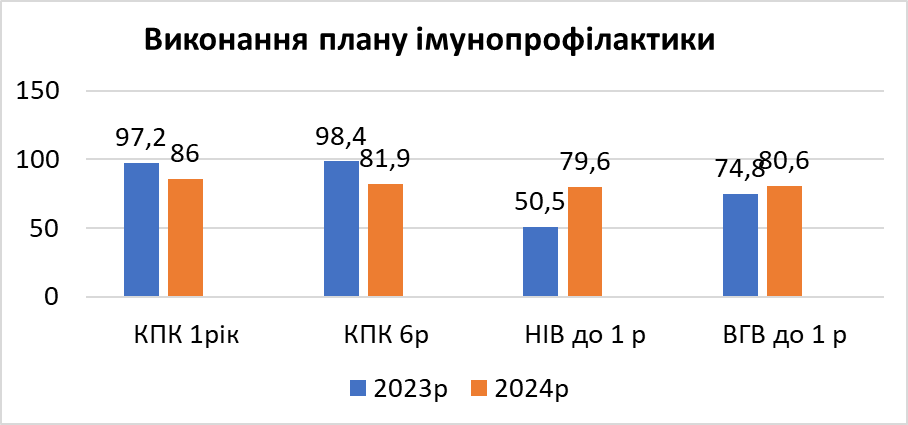 Виконання плану імунопрофілактики
150
100
50
0
97,2
86
98,4
81,9
50,5
79,6
74,8
80,6
КПК 1рік
КПК 6р
НІВ до 1 р
ВГВ до 1 р
2023р
2024р